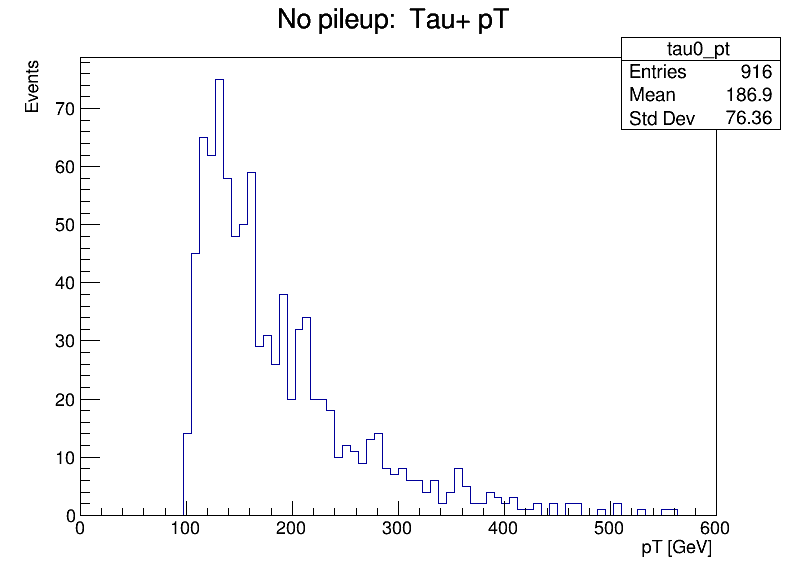 No pileup:  Tau+ pT
tau0_pt
Entries 916
Mean 186.9
Std Dev 76.36
Events
70
60
50
40
30
20
10
0
0 100 200 300 400 500 600
pT [GeV]